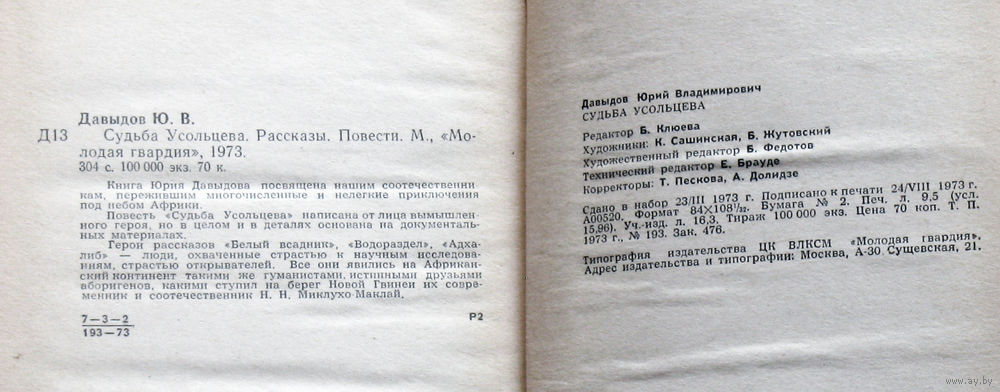 Давыдов Ю. В.
Д13 Судьба Усольцева. Рассказы. Повести. М., «Мо-
лодая гвардия», 1973.
304 с. 100 000 экз. 70 к.
Книга Юрия Давыдова посвящена нашим соотечественни
кам, пережившим многочисленные и нелегкие приключения
под небом Африки.
Повесть «Судьба Усольцева» написана от лица вымышлен-
ного героя, но в целом и в деталях основана на документаль-
ных материалах.
Герои рассказов «Белый всадник», «Водораздел», «Адха-
либ» — люди, охваченные страстью к научным исследова-
ниям, страстью открывателей. Все они явились на Африкан-
ский континент такими же гуманистами, истинными друзьями
аборигенов, какими ступил на берег Новой Гвинеи их совре-
менник и соотечественник Н. Н. Миклухо-Маклай.
7—3—2
193—73
Р2
Давыдов Юрий Владимирович
СУДЬБА УСОЛЬЦЕВА
Редактор Б. Клюева
Художники: К. Сашинская, Б. Жутовский
Художественный редактор Б. Федотов
Технический редактор Е. Брауде
Корректоры: Т. Пескова, А. Долидзе
Сдано в набор 23/III 1973 г. Подписано к печати 24/VIII 1973 г.
А00520. Формат 84×108¹/₃₂. Бумага № 2. Печ. л. 9,5 (усл.
15,96). Уч.-изд. л. 16,3. Тираж 100 000 экз. Цена 70 коп. Т. П.
1973 г., № 193. Зак. 476.
Типография издательства ЦК ВЛКСМ «Молодая гвардия».
Адрес издательства и типографии: Москва, А-30. Сущевская, 21.
www.ay.by